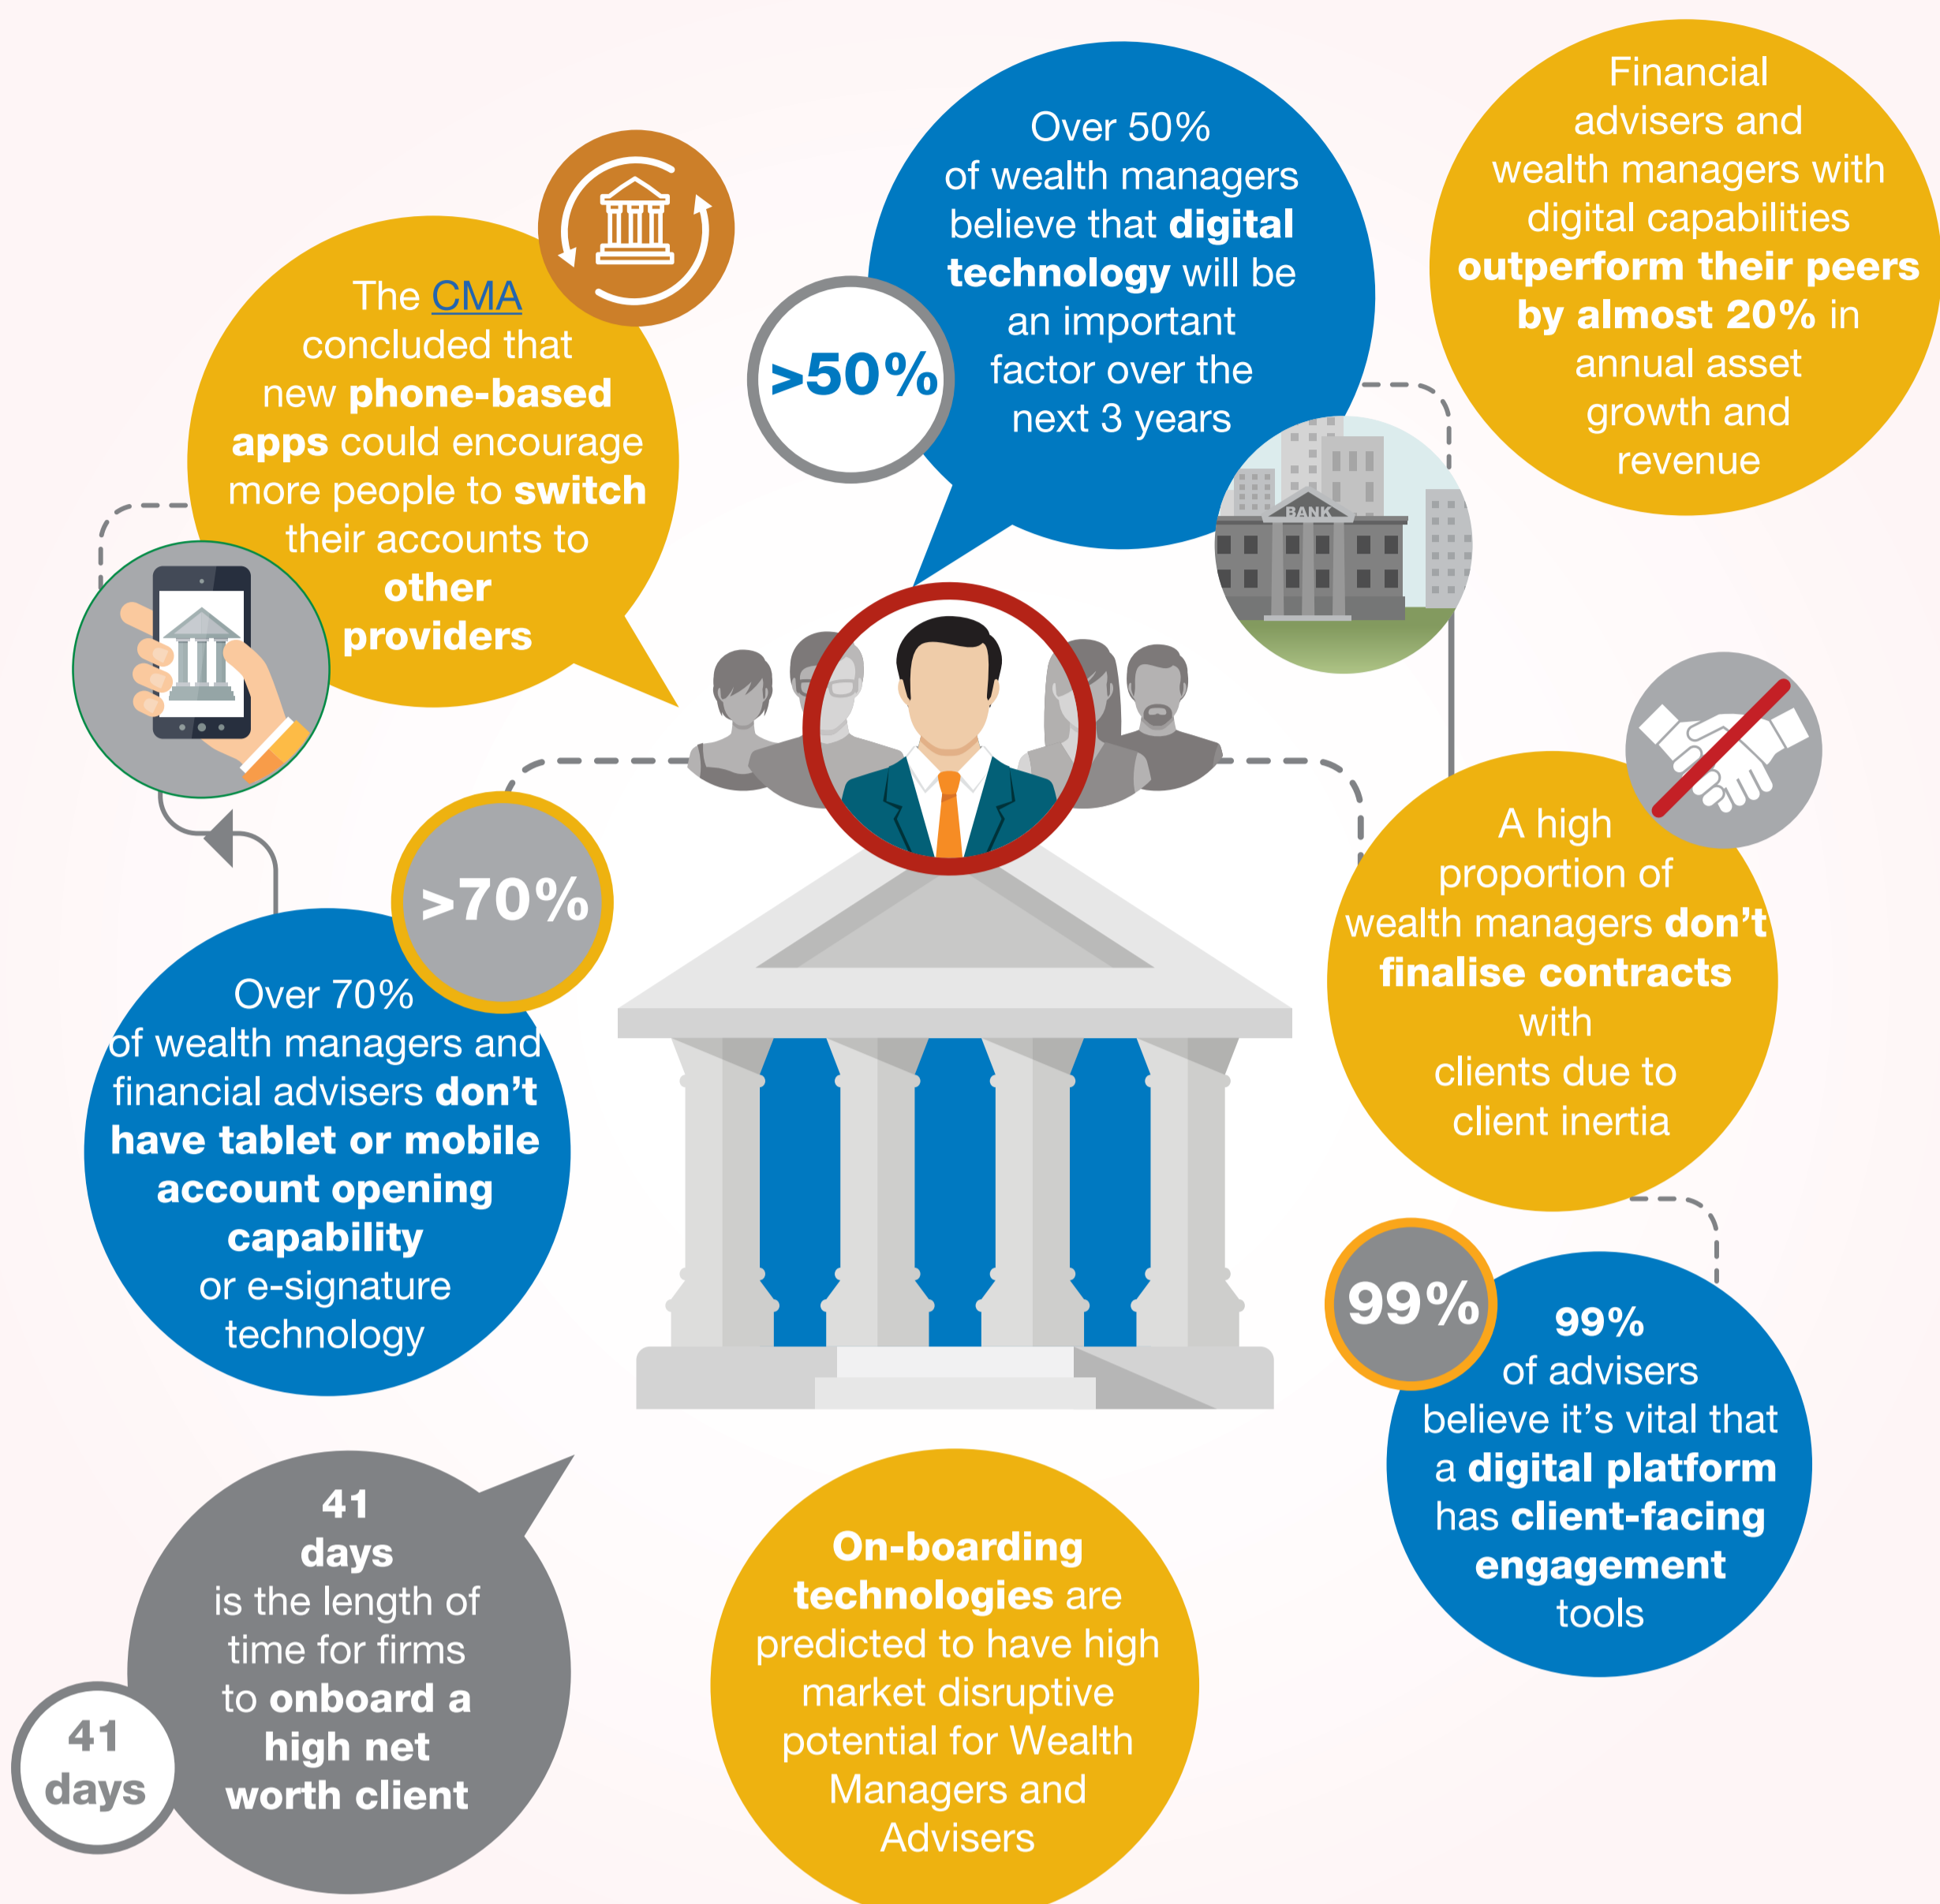 The CMA
concluded that
new phone-based
apps could encourage
more people to switch
their accounts to
other
providers
>50%
Over 50%
of wealth managers
believe that digital
technology will be
an important
factor over the
next 3 years
Financial
advisers and
wealth managers with
digital capabilities
outperform their peers
by almost 20% in
annual asset
growth and
revenue
BANK
>70%
Over 70%
of wealth managers and
financial advisers don't
have tablet or mobile
account opening
capability
or e-signature
technology
A high
proportion of
wealth managers don't
finalise contracts
with
clients due to
client inertia
99%
99%
of advisers
believe it's vital that
a digital platform
has client-facing
engagement
tools
41
days
is the length of
time for firms
to onboard a
high net
worth client
41
days
On-boarding
technologies are
predicted to have high
market disruptive
potential for Wealth
Managers and
Advisers